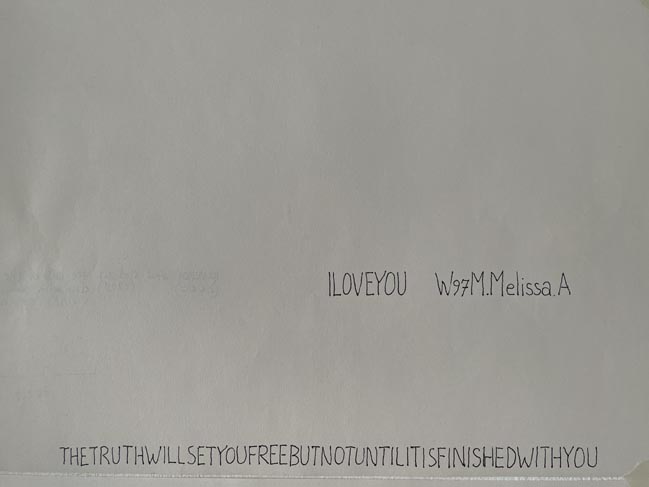 ILOVEYOU W97M.Melissa.A
THETRUTHWILLSETYOUFREEBUTNOTUNTILITISFINISHEDWITHYOU